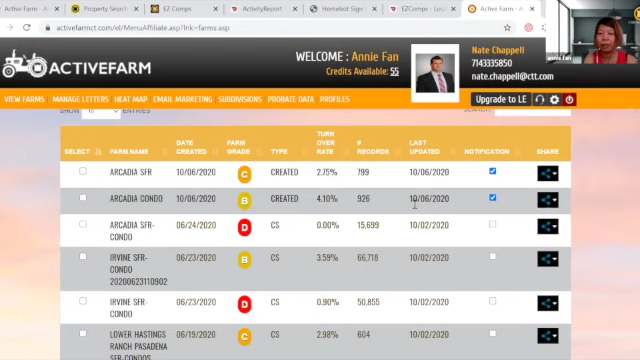 Active Farm - A
Property Search
EZ Comps
ActivityReport
Homebot Sign
EZComps - Loca
Active Farm - A
activefarmct.com/el/MenuAffiliate.asp?lnk=farms.asp
ACTIVEFARM
WELCOME : Annie Fan
Credits Available: 55
Nate Chappell
7143335850
nate.chappell@ctt.com
annie fan
VIEW FARMS MANAGE LETTERS HEAT MAP EMAIL MARKETING SUBDIVISIONS PROBATE DATA PROFILES
Upgrade to LE
SHOW 10 ENTRIES
SEARCH:
SELECT FARM NAME DATE CREATED FARM GRADE TYPE TURN OVER RATE # RECORDS LAST UPDATED NOTIFICATION SHARE
ARCADIA SFR 10/06/2020 C CREATED 2.75% 799 10/06/2020
ARCADIA CONDO 10/06/2020 B CREATED 4.10% 926 10/06/2020
ARCADIA SFR- 06/24/2020 D CS 0.00% 15,699 10/02/2020
CONDO
IRVINE SFR- 06/23/2020 B CS 3.59% 66,718 10/02/2020
CONDO
20200623110902
IRVINE SFR- 06/23/2020 D CS 0.90% 50,855 10/02/2020
CONDO
LOWER HASTINGS 06/19/2020 C CS 2.98% 604 10/02/2020
RANCH PASADENA
SFR-CONDOS